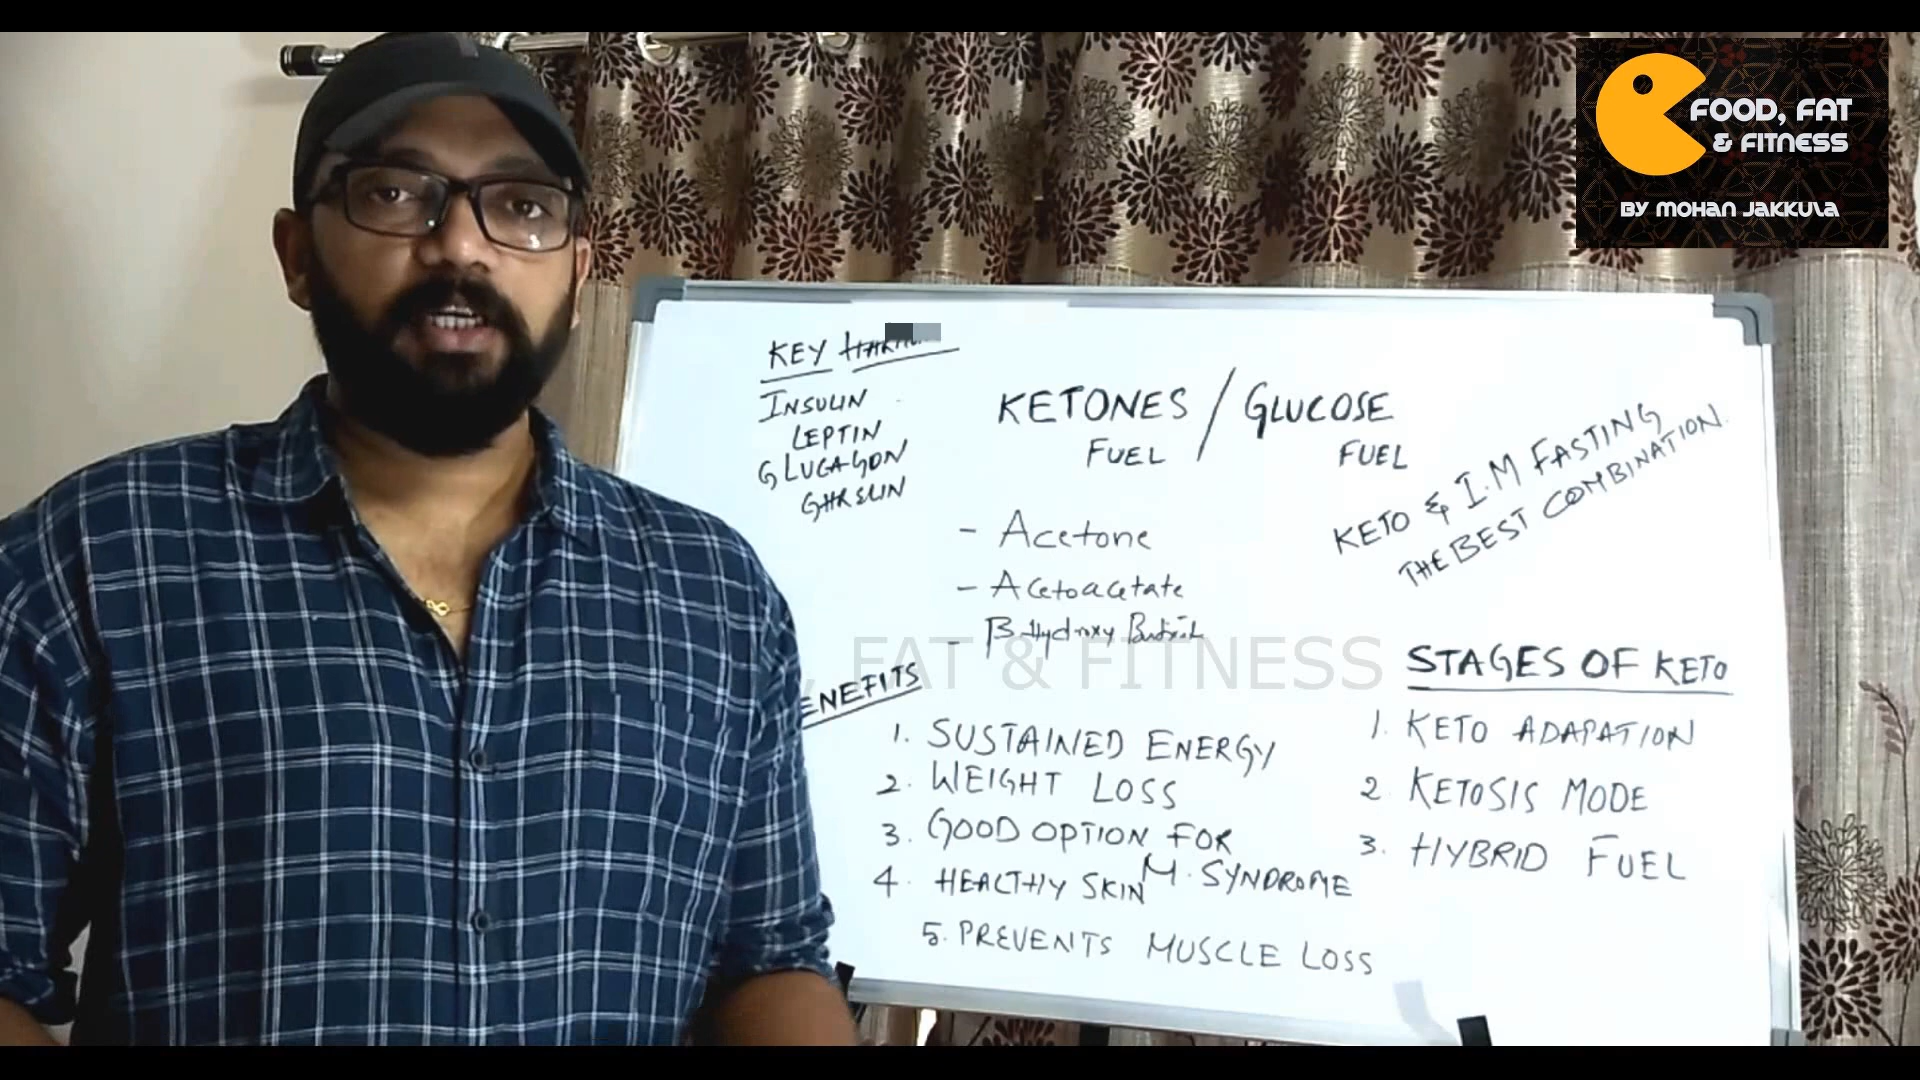 FOOD, FAT
& FITNESS
BY MOHAN JAKKULA
KEY
INSULIN
LEPTIN
GLUCAGON
GHRELIN
KETONES / GLUCOSE
FUEL FUEL
KETO & I.M FASTING
THE BEST COMBINATION.
- Acetone
- Acetoacetate
- B-Hydroxy
, FAT & FITNESS
ENEFITS
1. SUSTAINED ENERGY
2. WEIGHT LOSS
3. GOOD OPTION FOR
M. SYNDROME
4. HEALTHY SKIN
5. PREVENTS MUSCLE LOSS
STAGES OF KETO
1. KETO ADAPATION
2. KETOSIS MODE
3. HYBRID FUEL